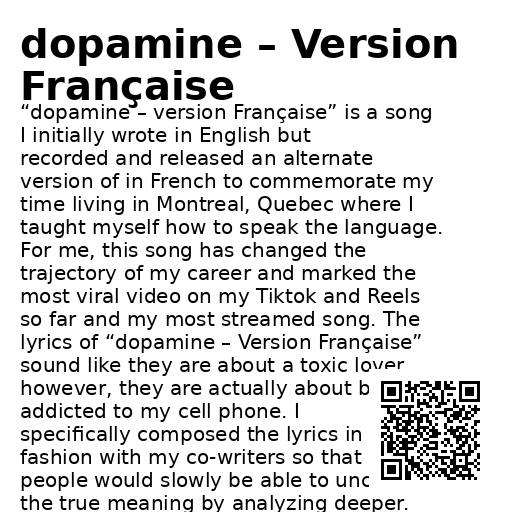 dopamine – Version
Française
“dopamine – version Française” is a song
I initially wrote in English but
recorded and released an alternate
version of in French to commemorate my
time living in Montreal, Quebec where I
taught myself how to speak the language.
For me, this song has changed the
trajectory of my career and marked the
most viral video on my Tiktok and Reels
so far and my most streamed song. The
lyrics of “dopamine – Version Française”
sound like they are about a toxic lover
however, they are actually about
addicted to my cell phone. I
specifically composed the lyrics in
fashion with my co-writers so that
people would slowly be able to
the true meaning by analyzing deeper.